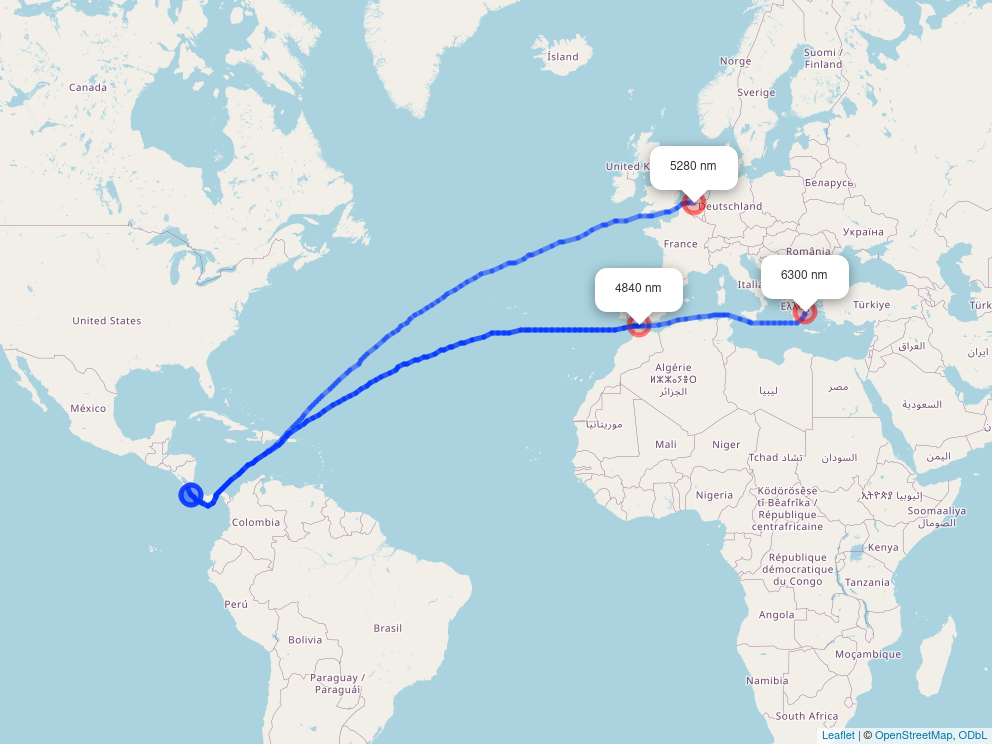 Ísland
Suomi /
Finland
Norge
Sverige
Canada
5280 nm
United K
Deutschland
Беларусь
Україна
France
România
6300 nm
Italia
4840 nm
Türkiye
United States
العراق
ایران
Algérie
ⵍⵣⵣⴰⵢⴻⵔ
الجزائر
ليبيا
مصر
السعودية
México
موريتانيا
Mali
Niger
Tchad تشاد
السودان
اليمن
Nigeria
Ködörösêse
tî Bêafrîka /
République
centrafricaine
ኢትዮጵያ إثيوبيا
Soomaaliya
الصومال
Colombia
Kenya
République
démocratique
du Congo
Tanzania
Perú
Angola
Brasil
Bolivia
Moçambique
Paraguay /
Paraguái
Namibia
South Africa
Leaflet | © OpenStreetMap, ODbL